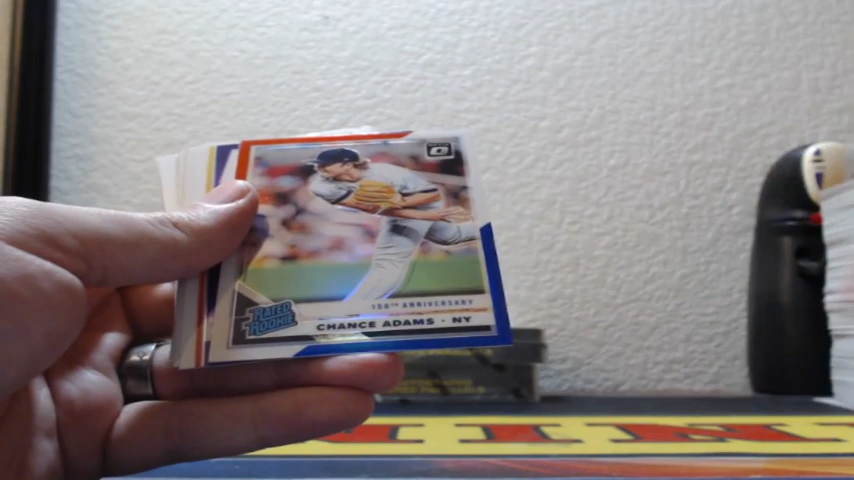 RATED
ROOKIE
150TH ANNIVERSARY
CHANCE ADAMS - NY